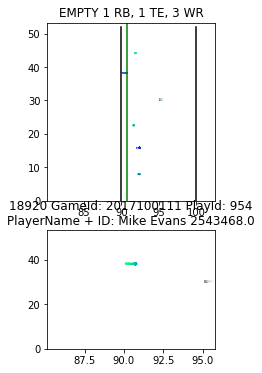 EMPTY 1 RB, 1 TE, 3 WR
50
40
30
20
10
0
85 90 95 100
18920 GameId: 2017100111 PlayId: 954
PlayerName + ID: Mike Evans 2543468.0
40
20
0
87.5 90.0 92.5 95.0